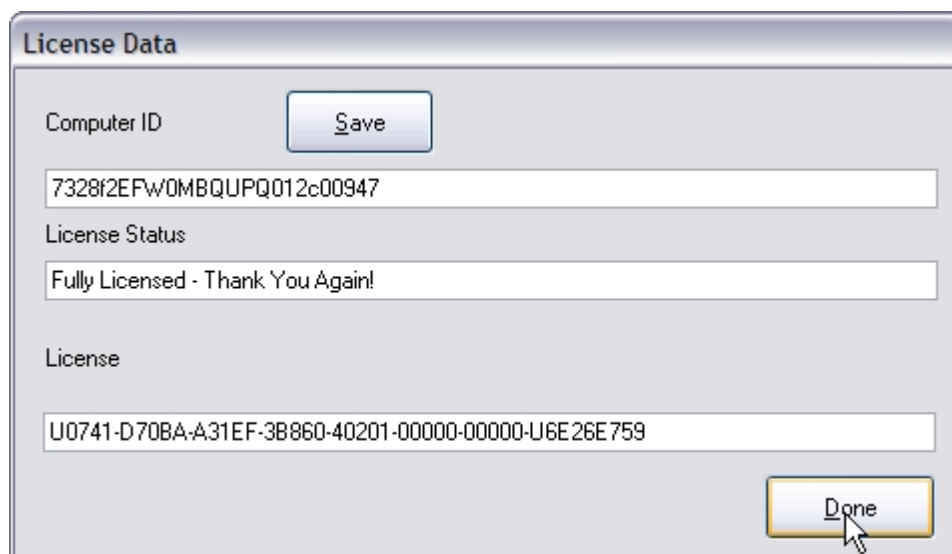 License Data
Computer ID
Save
7328f2EFW0MBQUPQ012c00947
License Status
Fully Licensed - Thank You Again!
License
U0741-D70BA-A31EF-3B860-40201-00000-00000-U6E26E759
Done